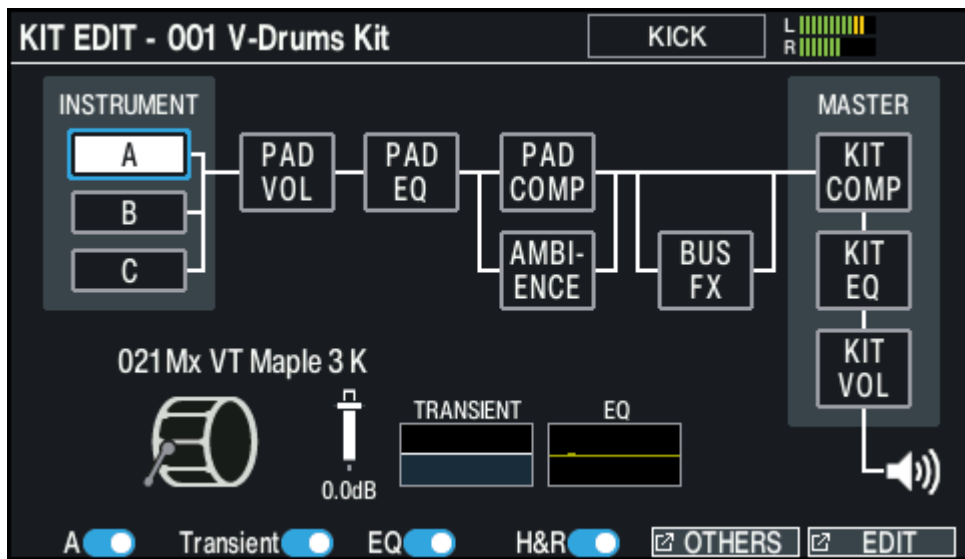 KIT EDIT - 001 V-Drums Kit
KICK
L
R
INSTRUMENT
A
B
C
PAD
VOL
PAD
EQ
PAD
COMP
AMBI-
ENCE
BUS
FX
MASTER
KIT
COMP
KIT
EQ
KIT
VOL
021 Mx VT Maple 3 K
0.0dB
TRANSIENT
EQ
A
Transient
EQ
H&R
OTHERS
EDIT